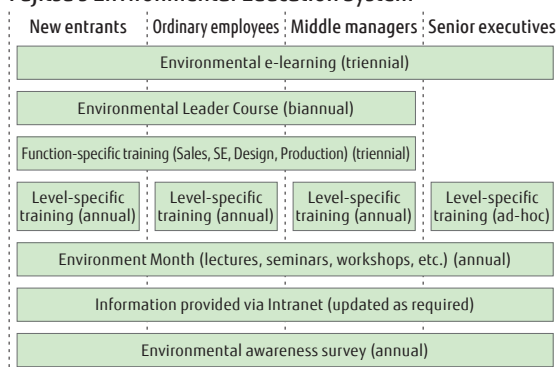 Fujitsu's Environmental Education System
New entrants Ordinary employees Middle managers Senior executives
Environmental e-learning (triennial)
Environmental Leader Course (biannual)
Function-specific training (Sales, SE, Design, Production) (triennial)
Level-specific training (annual)
Level-specific training (annual)
Level-specific training (annual)
Level-specific training (ad-hoc)
Environment Month (lectures, seminars, workshops, etc.) (annual)
Information provided via Intranet (updated as required)
Environmental awareness survey (annual)